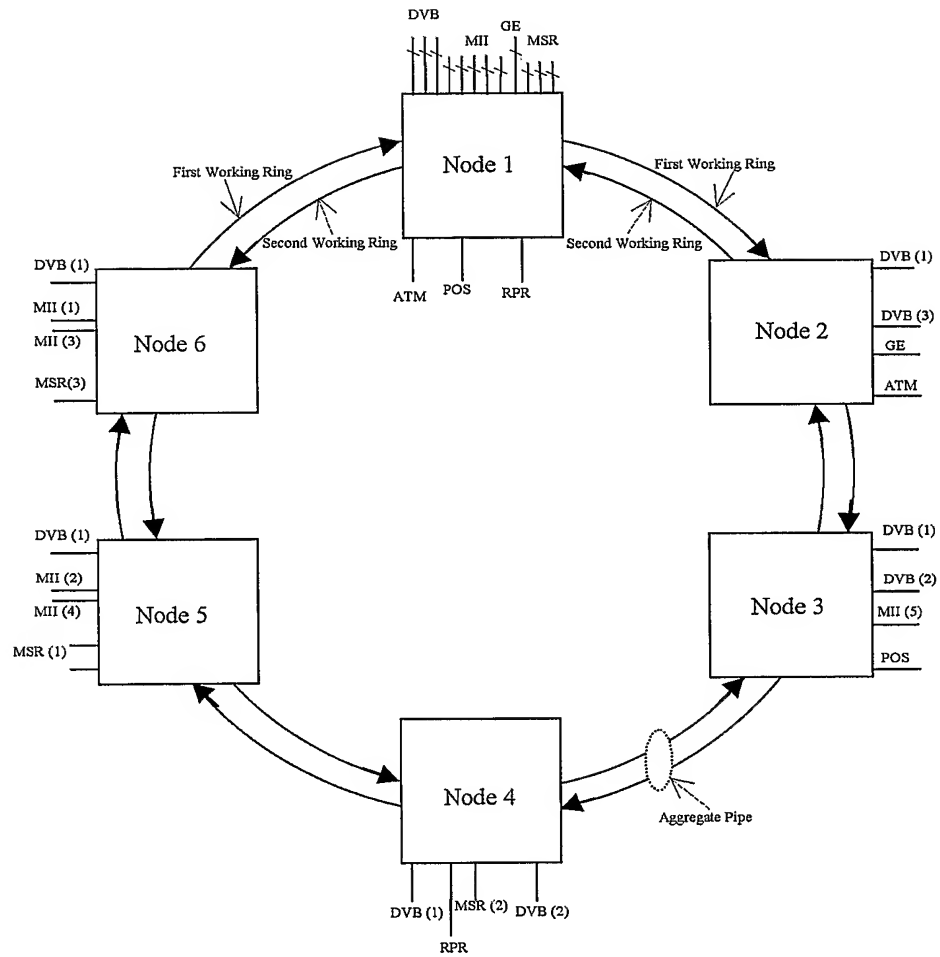 DVB
GE
MII
MSR
Node 1
First Working Ring
First Working Ring
Second Working Ring
Second Working Ring
ATM
POS
RPR
DVB (1)
MII (1)
MII (3)
MSR(3)
Node 6
DVB (1)
DVB (3)
GE
ATM
Node 2
DVB (1)
MII (2)
MII (4)
MSR (1)
Node 5
DVB (1)
DVB (2)
MII (5)
POS
Node 3
Node 4
Aggregate Pipe
DVB (1)
MSR (2)
DVB (2)
RPR